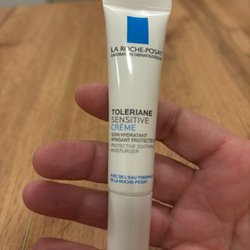 LA ROCHE-POSAY
LABORATOIRE DERMATOLOGIQUE
TOLERIANE
SENSITIVE
CRÈME
SOIN HYDRATANT
APAISANT PROTECTEUR
PROTECTIVE SOOTHING
MOISTURISER
AVEC DE L'EAU THERMALE
DE LA ROCHE-POSAY